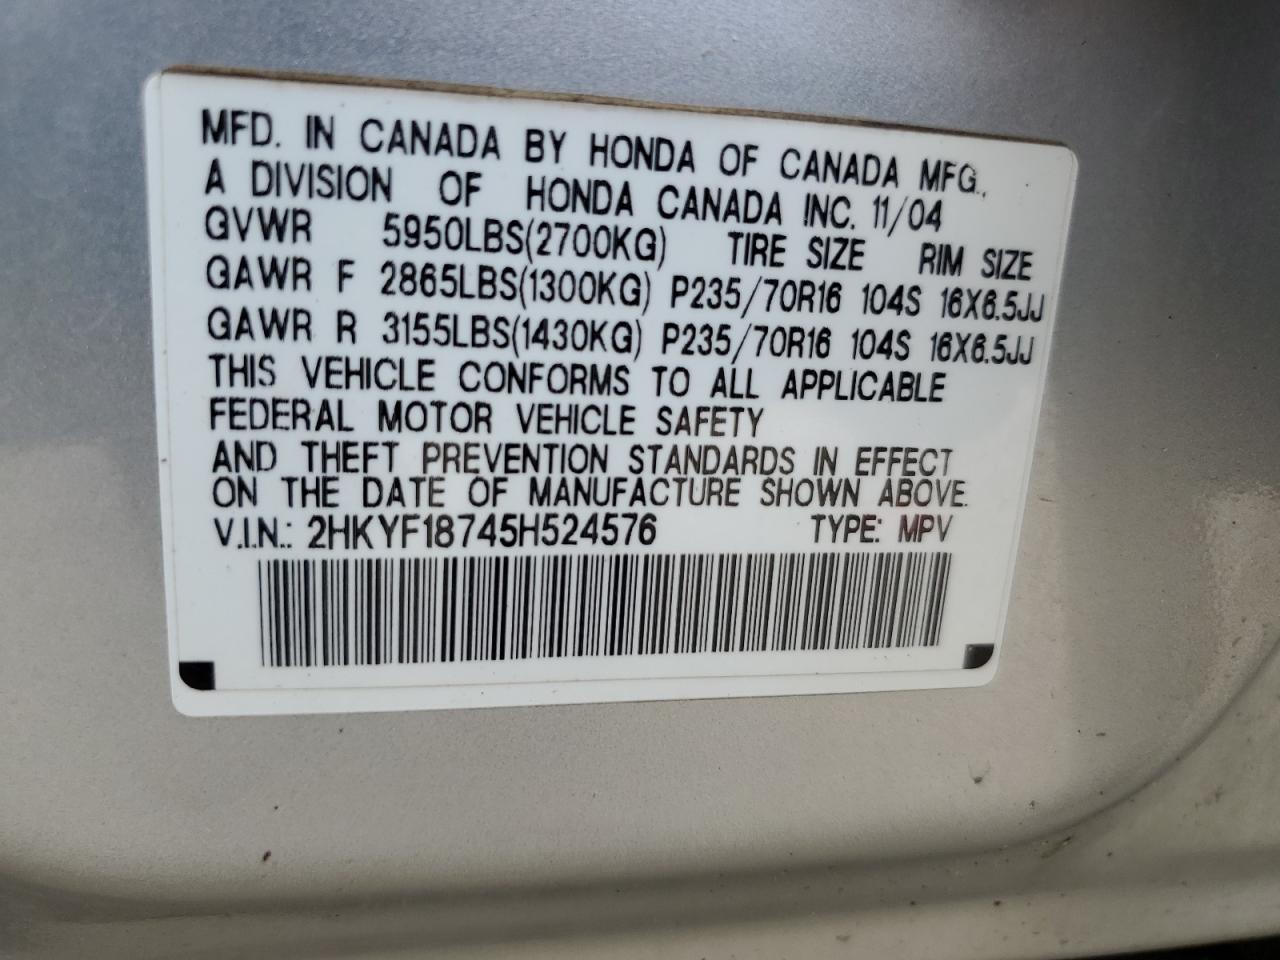 MFD. IN CANADA BY HONDA OF CANADA MFG.,
A DIVISION OF HONDA CANADA INC. 11/04
GVWR 5950LBS(2700KG) TIRE SIZE RIM SIZE
GAWR F 2865LBS(1300KG) P235/70R16 104S 16X6.5JJ
GAWR R 3155LBS(1430KG) P235/70R16 104S 16X6.5JJ
THIS VEHICLE CONFORMS TO ALL APPLICABLE
FEDERAL MOTOR VEHICLE SAFETY
AND THEFT PREVENTION STANDARDS IN EFFECT
ON THE DATE OF MANUFACTURE SHOWN ABOVE.
V.I.N.: 2HKYF18745H524576 TYPE: MPV